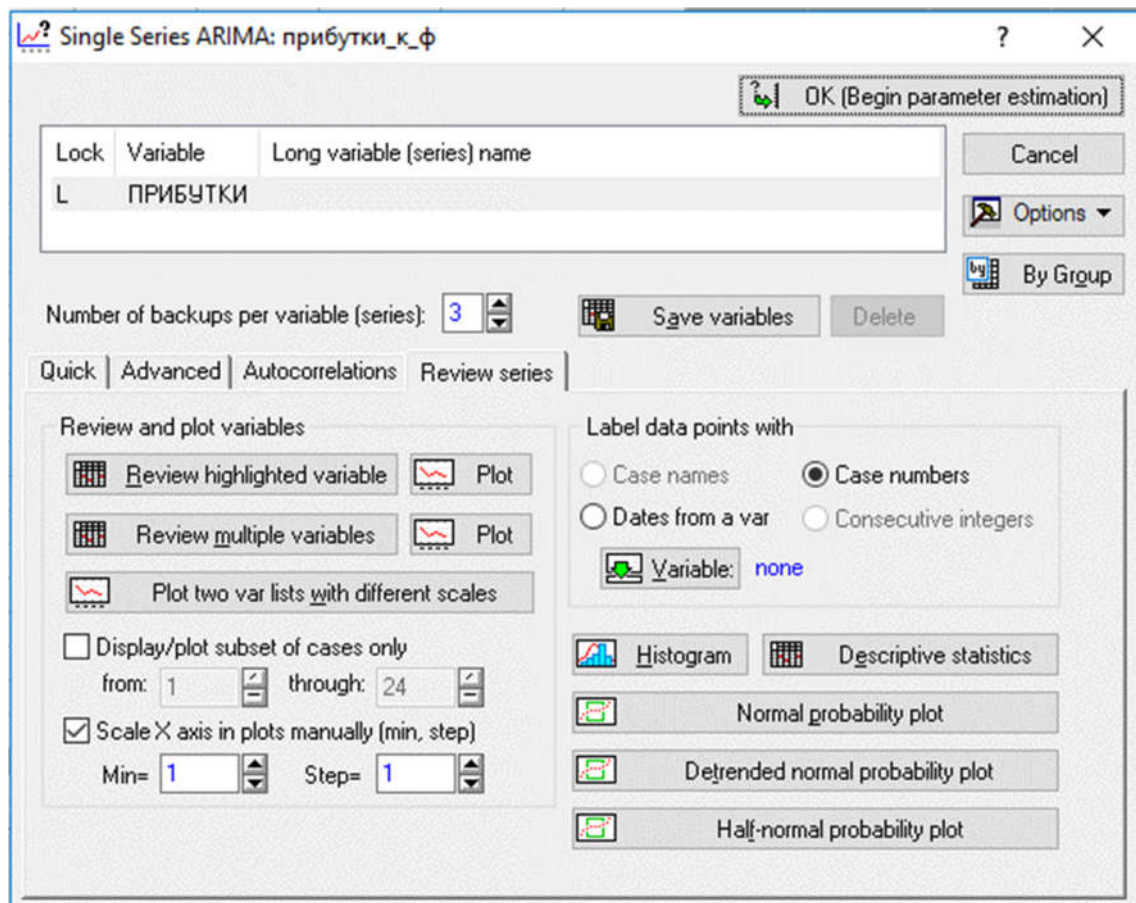 Single Series ARIMA: прибутки_к_ф
OK (Begin parameter estimation)
Lock Variable Long variable (series) name
L ПРИБУТКИ
Cancel
Options
by By Group
Number of backups per variable (series): 3
Save variables
Delete
Quick Advanced Autocorrelations Review series
Review and plot variables
Review highlighted variable
Plot
Review multiple variables
Plot
Plot two var lists with different scales
Display/plot subset of cases only
from: 1 through: 24
Scale X axis in plots manually (min, step)
Min= 1 Step= 1
Label data points with
Case names Case numbers
Dates from a var Consecutive integers
Variable: none
Histogram
Descriptive statistics
Normal probability plot
Detrended normal probability plot
Half-normal probability plot